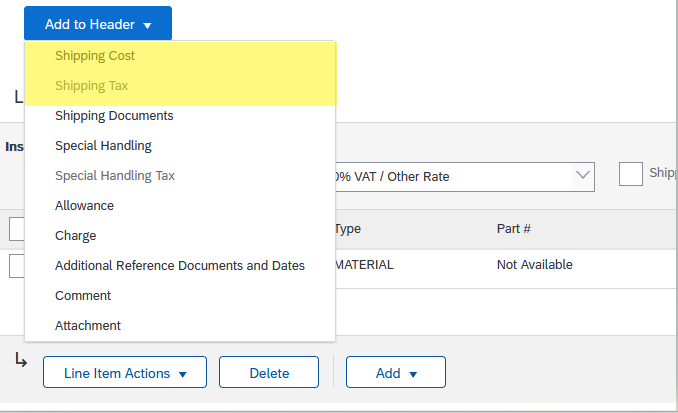 Add to Header
Shipping Cost
Shipping Tax
Shipping Documents
Ins
Special Handling
Special Handling Tax
0% VAT / Other Rate
Ship
Allowance
Charge
Type
Part #
Additional Reference Documents and Dates
MATERIAL
Not Available
Comment
Attachment
Line Item Actions
Delete
Add